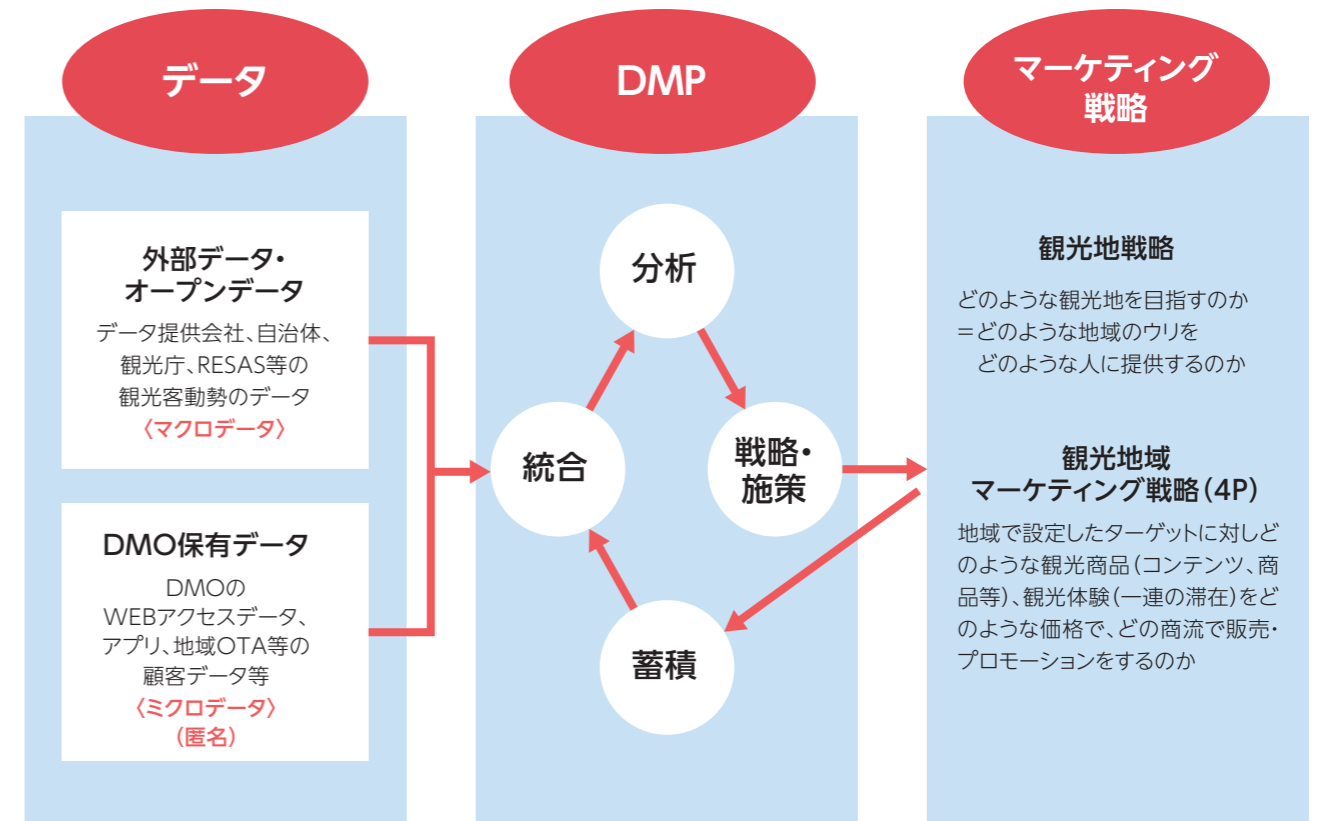 データ
外部データ・
オープンデータ
データ提供会社、自治体、
観光庁、RESAS等の
観光客動勢のデータ
〈マクロデータ〉
DMO保有データ
DMOの
WEBアクセスデータ、
アプリ、地域OTA等の
顧客データ等
〈ミクロデータ〉
(匿名)
DMP
分析
統合
戦略・
施策
蓄積
マーケティング
戦略
観光地戦略
どのような観光地を目指すのか
=どのような地域のウリを
どのような人に提供するのか
観光地域
マーケティング戦略(4P)
地域で設定したターゲットに対しど
のような観光商品(コンテンツ、商
品等)、観光体験(一連の滞在)をど
のような価格で、どの商流で販売・
プロモーションをするのか